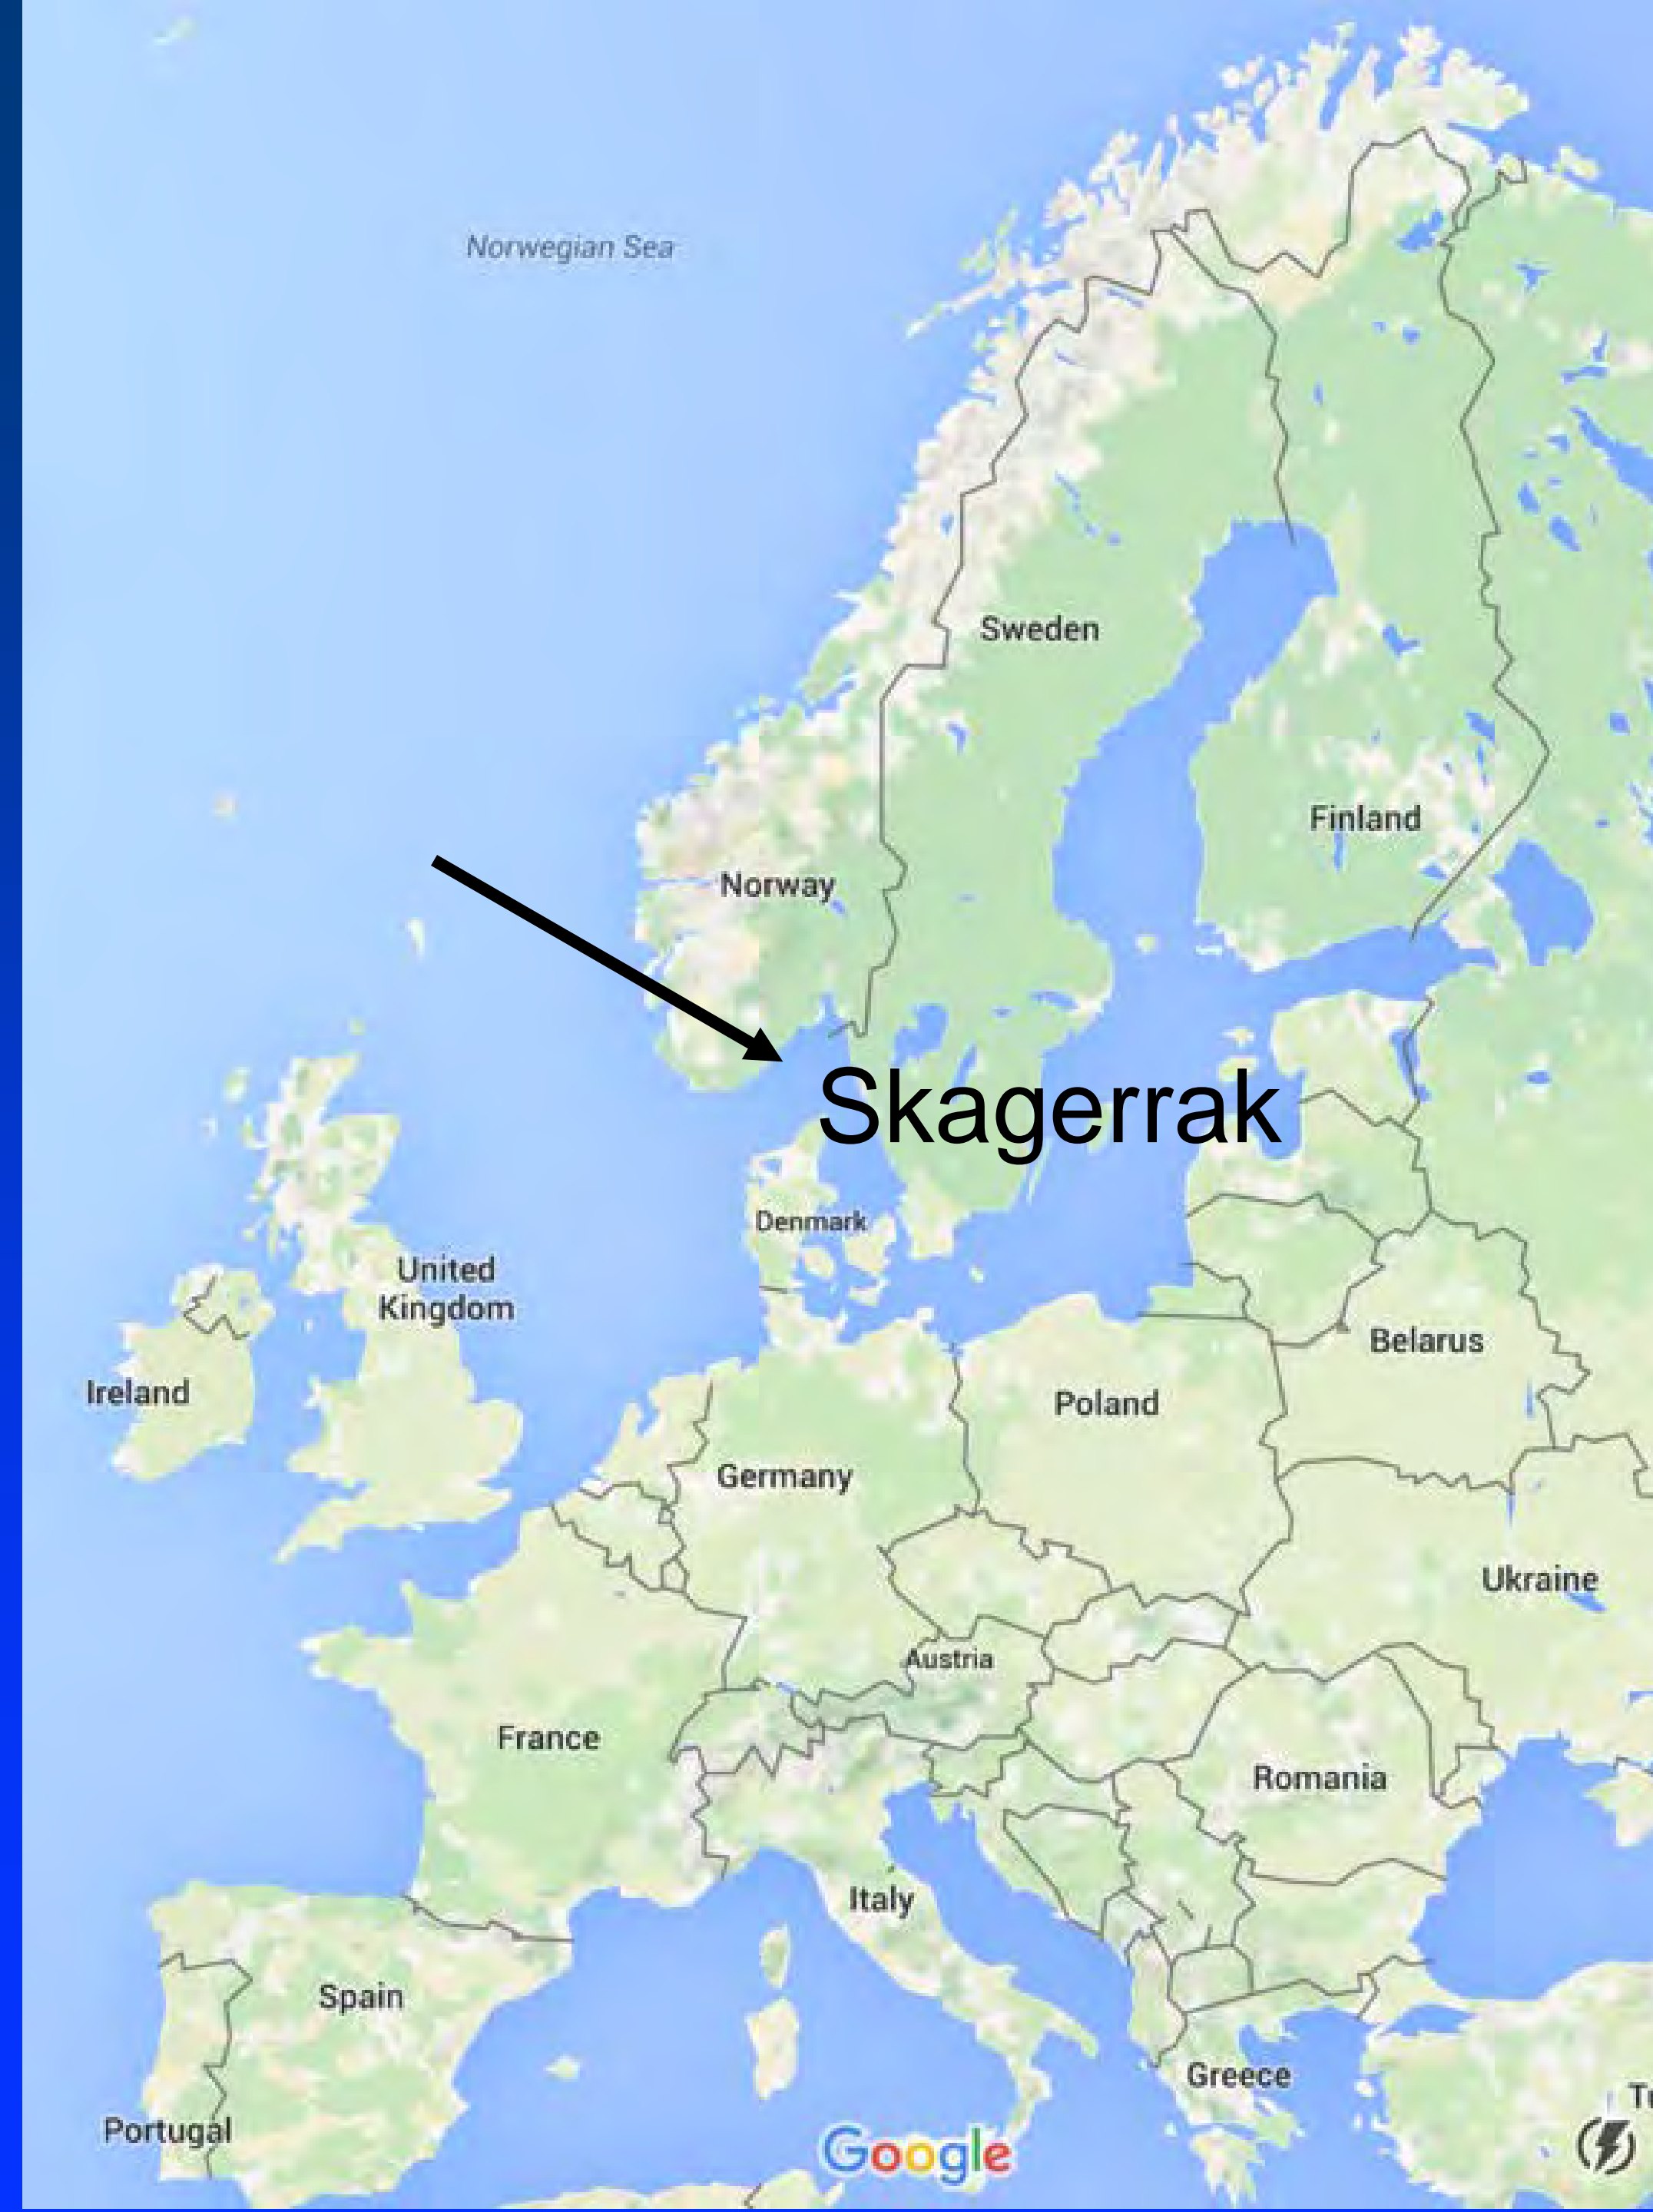 Norwegian Sea
Sweden
Finland
Norway
Skagerrak
Denmark
United
Kingdom
Belarus
Ireland
Poland
Germany
Ukraine
Austria
France
Romania
Italy
Spain
Greece
Portugal
Google